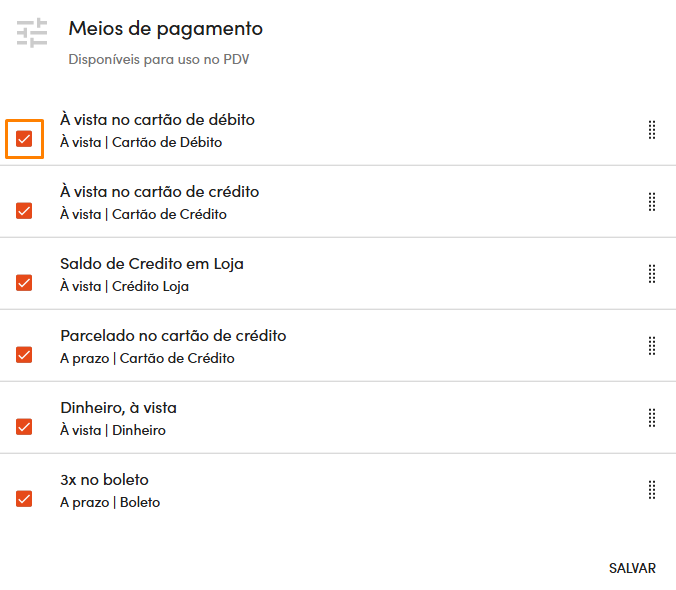 Meios de pagamento
Disponíveis para uso no PDV
À vista no cartão de débito
À vista | Cartão de Débito
À vista no cartão de crédito
À vista | Cartão de Crédito
Saldo de Credito em Loja
À vista | Crédito Loja
Parcelado no cartão de crédito
A prazo | Cartão de Crédito
Dinheiro, à vista
À vista | Dinheiro
3x no boleto
A prazo | Boleto
SALVAR